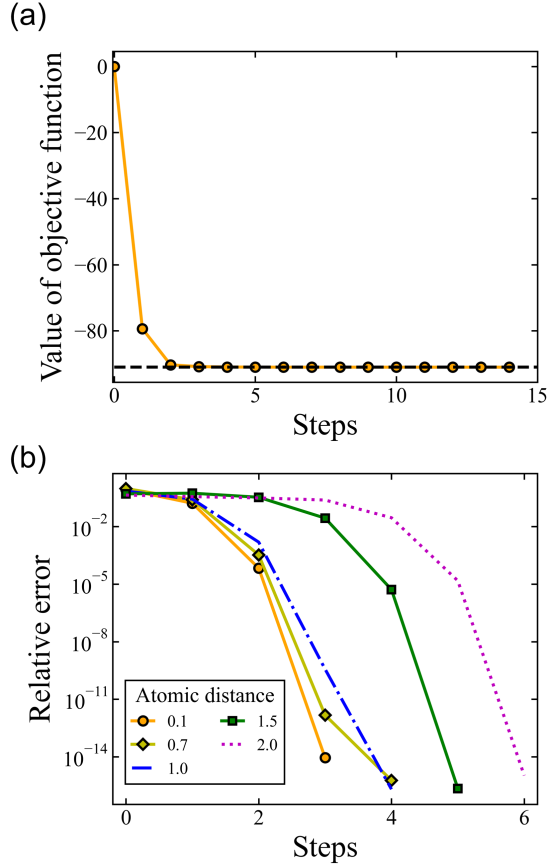 (a)
Value of objective function
0
−20
−40
−60
−80
0 5 10 15
Steps
(b)
Relative error
10⁻²
10⁻⁵
10⁻⁸
10⁻¹¹
10⁻¹⁴
Atomic distance
0.1 1.5
0.7 2.0
1.0
0 2 4 6
Steps